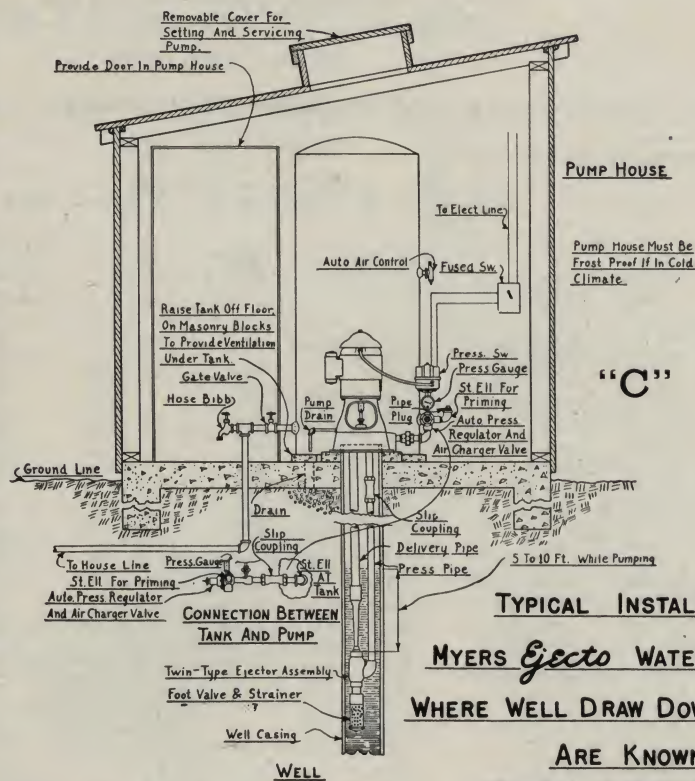 Removable Cover For
Setting And Servicing
Pump.
Provide Door In Pump House
PUMP HOUSE
To Elect Line
Pump House Must Be
Frost Proof If In Cold
Climate
Auto Air Control
Fused Sw.
Raise Tank Off Floor
On Masonry Blocks
To Provide Ventilation
Under Tank.
Gate Valve
Hose Bibb
Pump
Drain
Pipe
Plug
Press. Sw
Press Gauge
St. Ell For
Priming
Auto Press
Regulator And
Air Charger Valve
"C"
Ground Line
Drain
Slip
Coupling
Slip
Coupling
Delivery Pipe
Press Pipe
5 To 10 Ft. While Pumping
To House Line
Press. Gauge
St. Ell For Priming
Auto. Press. Regulator
And Air Charger Valve
St. Ell
AT
Tank
CONNECTION BETWEEN
TANK AND PUMP
Twin-Type Ejector Assembly
Foot Valve & Strainer
Well Casing
WELL
TYPICAL INSTAL
MYERS Ejecto WATE
WHERE WELL DRAW DOW
ARE KNOWN